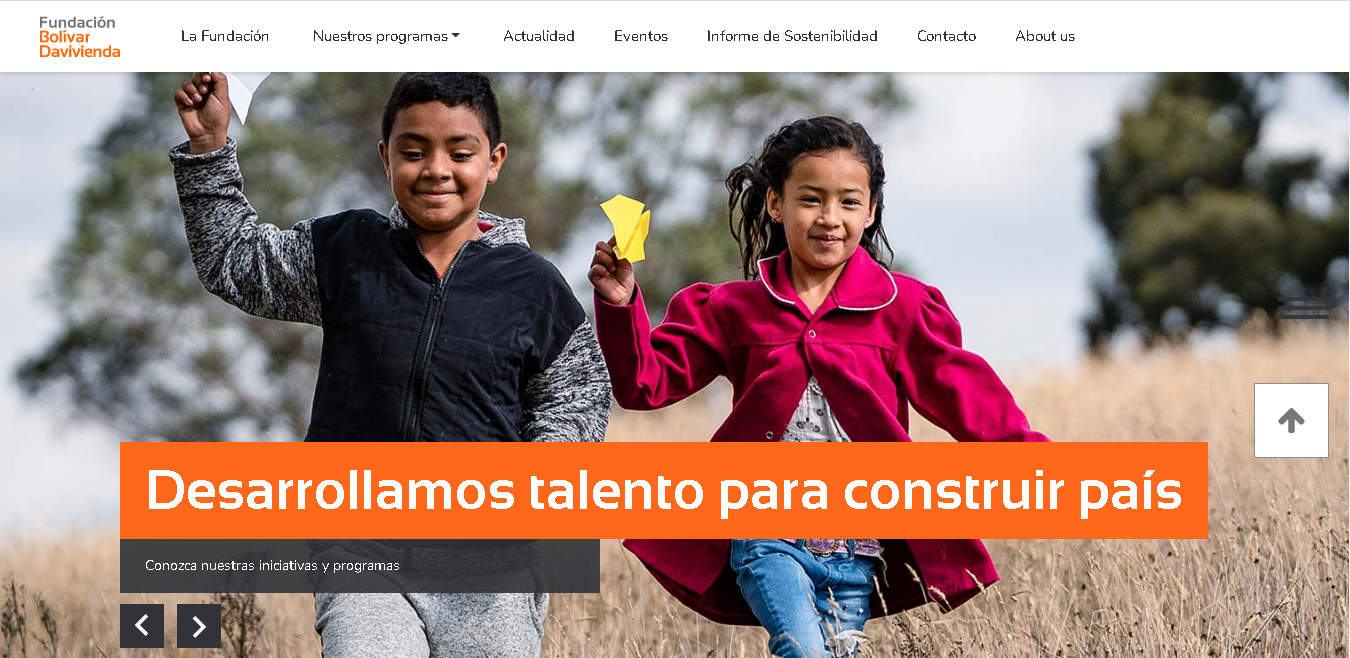 Fundación
Bolívar
Davivienda
La Fundación
Nuestros programas
Actualidad
Eventos
Informe de Sostenibilidad
Contacto
About us
Desarrollamos talento para construir país
Conozca nuestras iniciativas y programas